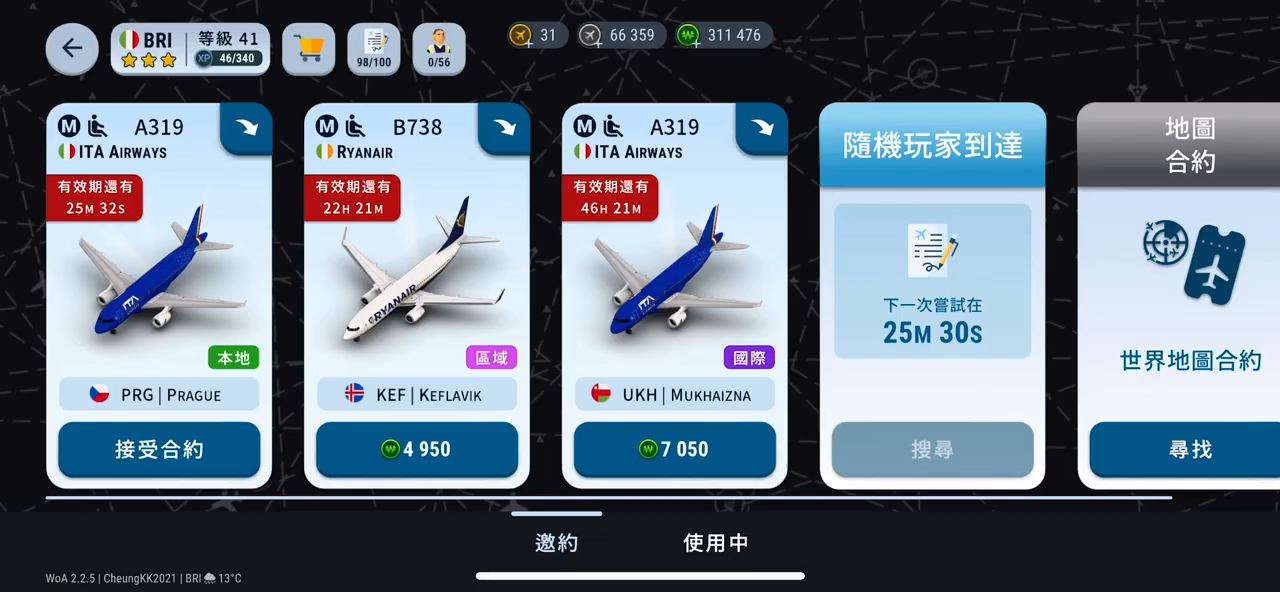 BRI
等級 41
XP 46/340
98/100
0/56
31
66 359
311 476
M A319
ITA AIRWAYS
有效期還有
25M 32S
ITA
本地
PRG | PRAGUE
接受合約
M B738
RYANAIR
有效期還有
22H 21M
RYANAIR
區域
KEF | KEFLAVIK
4 950
M A319
ITA AIRWAYS
有效期還有
46H 21M
ITA
國際
UKH | MUKHAIZNA
7 050
隨機玩家到達
下一次嘗試在
25M 30S
搜尋
地圖
合約
世界地圖合約
尋找
邀約
使用中
WoA 2.2.5 | CheungKK2021 | BRI 13°C